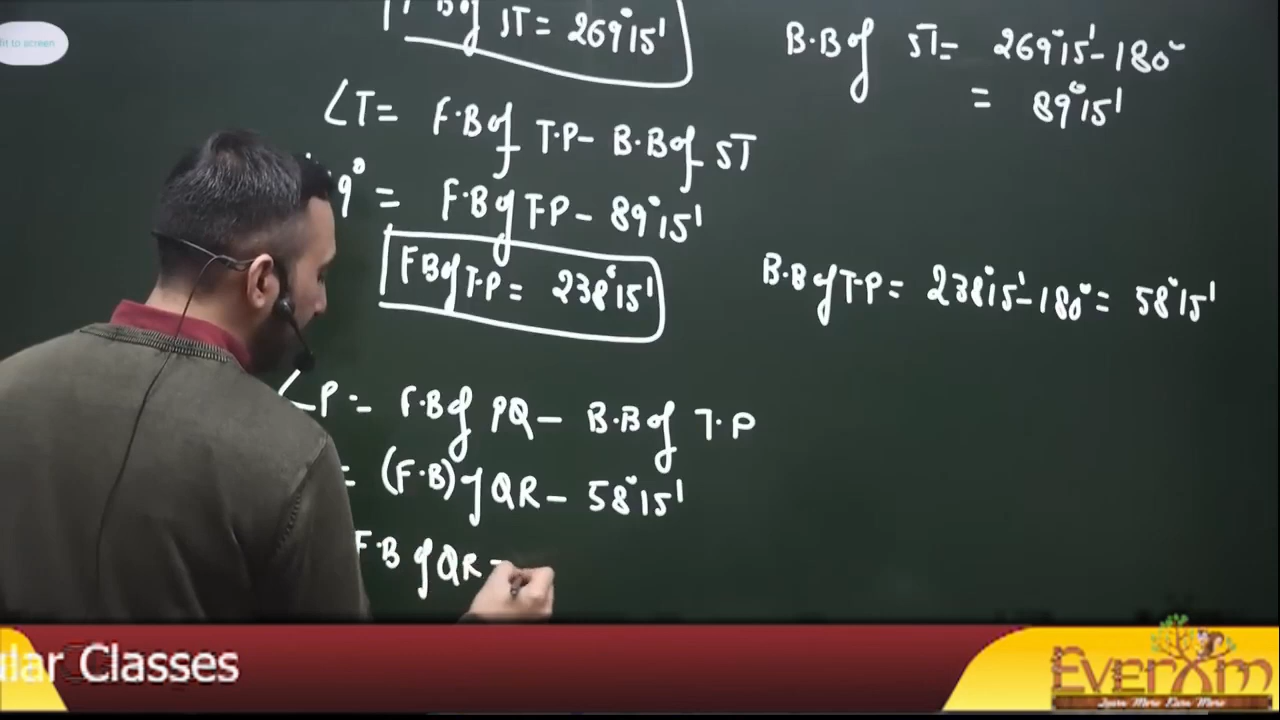 B of ST = 269°15'
B.B of ST = 269°15' - 180°
= 89°15'
∠T = F.B of T.P - B.B of ST
9° = F.B of T.P - 89°15'
F B of T.P = 238°15'
B.B of T.P = 238°15' - 180° = 58°15'
∠P = F.B of PQ - B.B of T.P
= (F.B) of QR - 58°15'
F.B of QR =
ular Classes
Everexam
Learn More Earn More